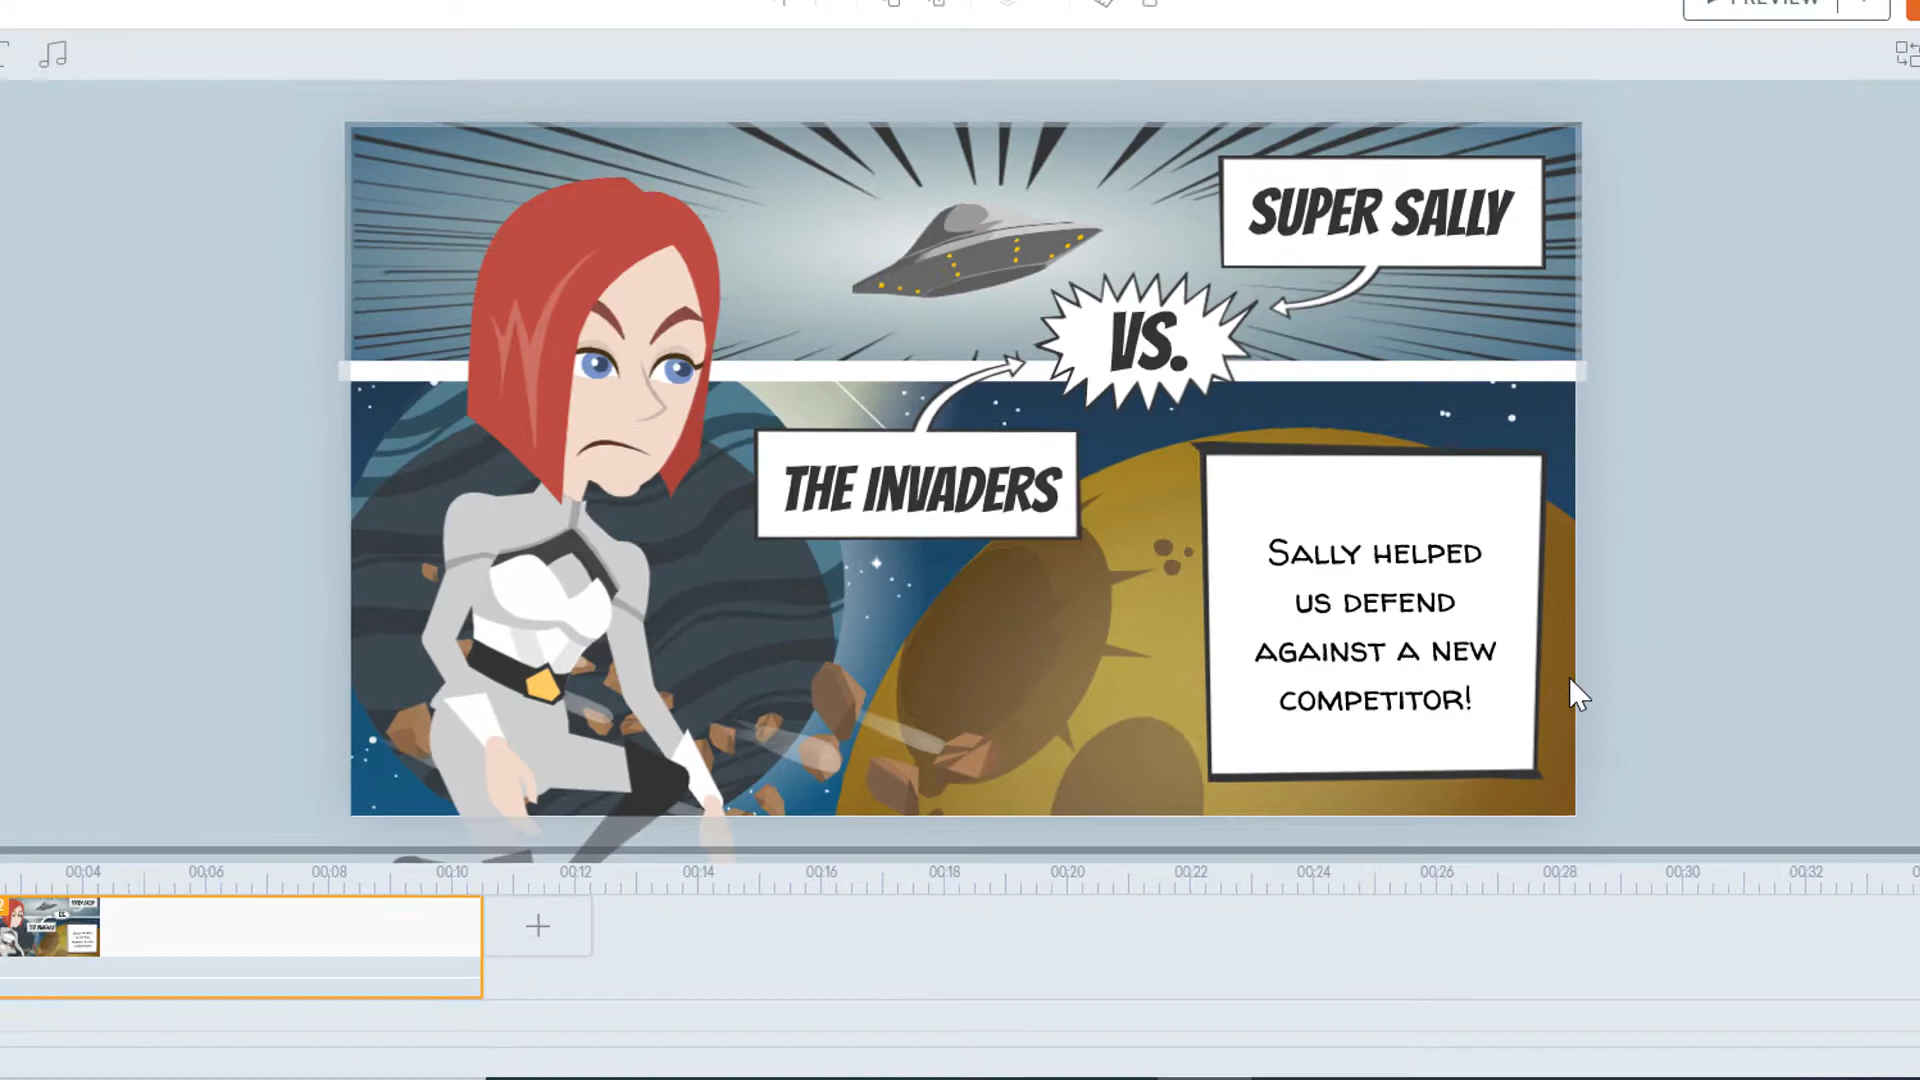 PREVIEW
SUPER SALLY
VS.
THE INVADERS
SALLY HELPED
US DEFEND
AGAINST A NEW
COMPETITOR!
00:04 00:06 00:08 00:10 00:12 00:14 00:16 00:18 00:20 00:22 00:24 00:26 00:28 00:30 00:32
2